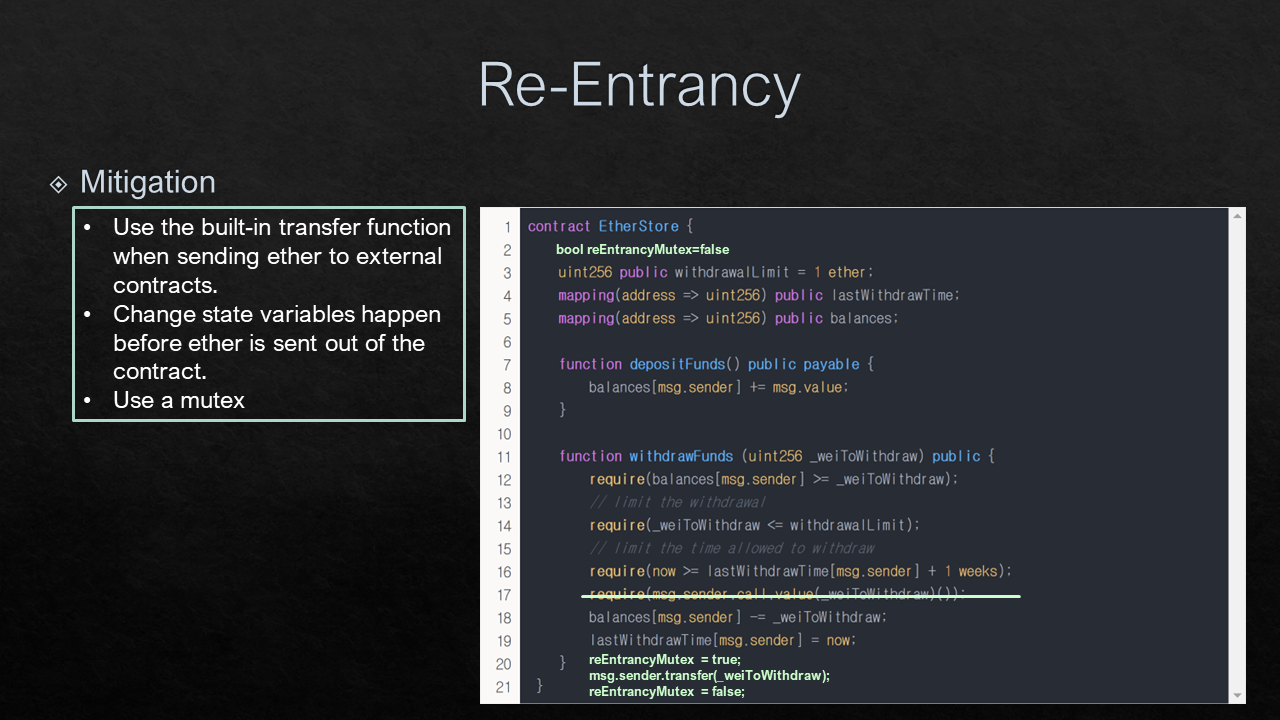 Re-Entrancy
Mitigation
• Use the built-in transfer function
when sending ether to external
contracts.
• Change state variables happen
before ether is sent out of the
contract.
• Use a mutex
1 contract EtherStore {
2 bool reEntrancyMutex=false
3 uint256 public withdrawalLimit = 1 ether;
4 mapping(address => uint256) public lastWithdrawTime;
5 mapping(address => uint256) public balances;
6
7 function depositFunds() public payable {
8 balances[msg.sender] += msg.value;
9 }
10
11 function withdrawFunds (uint256 _weiToWithdraw) public {
12 require(balances[msg.sender] >= _weiToWithdraw);
13 // limit the withdrawal
14 require(_weiToWithdraw <= withdrawalLimit);
15 // limit the time allowed to withdraw
16 require(now >= lastWithdrawTime[msg.sender] + 1 weeks);
17 require(msg.sender.call.value(_weiToWithdraw)());
18 balances[msg.sender] -= _weiToWithdraw;
19 lastWithdrawTime[msg.sender] = now;
20 } reEntrancyMutex = true;
msg.sender.transfer(_weiToWithdraw);
21 } reEntrancyMutex = false;